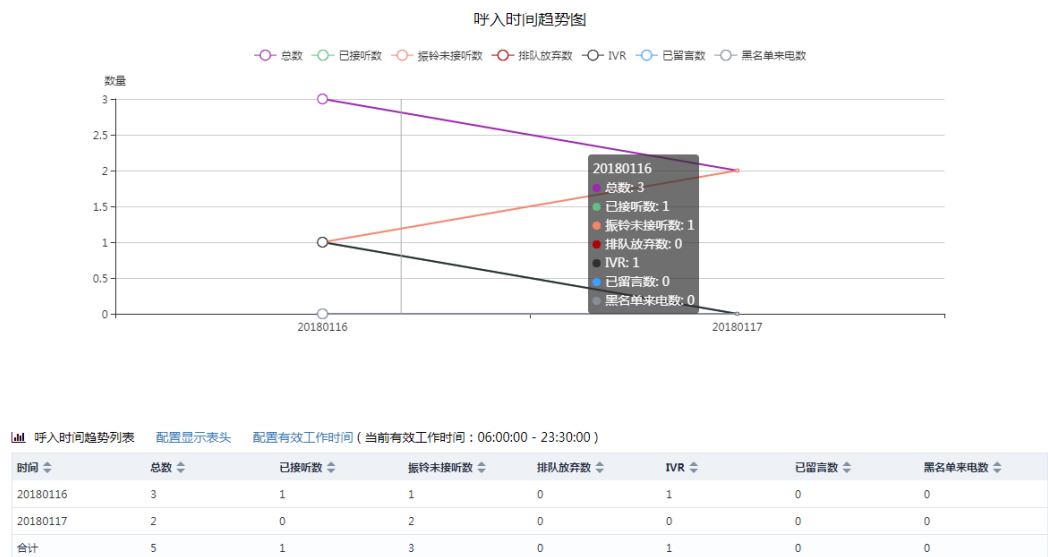 呼入时间趋势图
总数 已接听数 振铃未接听数 排队放弃数 IVR 已留言数 黑名单来电数
数量
3
2.5
2
1.5
1
0.5
0
20180116
总数: 3
已接听数: 1
振铃未接听数: 1
排队放弃数: 0
IVR: 1
已留言数: 0
黑名单来电数: 0
20180116 20180117
呼入时间趋势列表 配置显示表头 配置有效工作时间 ( 当前有效工作时间：06:00:00 - 23:30:00 )
时间 总数 已接听数 振铃未接听数 排队放弃数 IVR 已留言数 黑名单来电数
20180116 3 1 1 0 1 0 0
20180117 2 0 2 0 0 0 0
合计 5 1 3 0 1 0 0